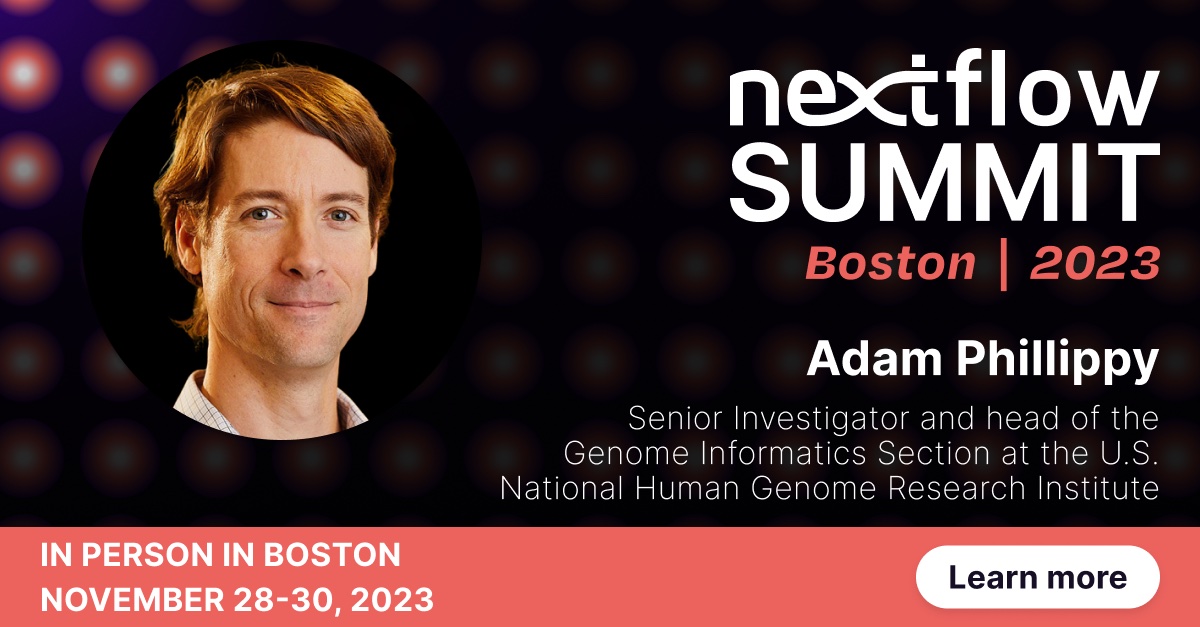 nextflow
SUMMIT
Boston | 2023
Adam Phillippy
Senior Investigator and head of the
Genome Informatics Section at the U.S.
National Human Genome Research Institute
IN PERSON IN BOSTON
NOVEMBER 28-30, 2023
Learn more